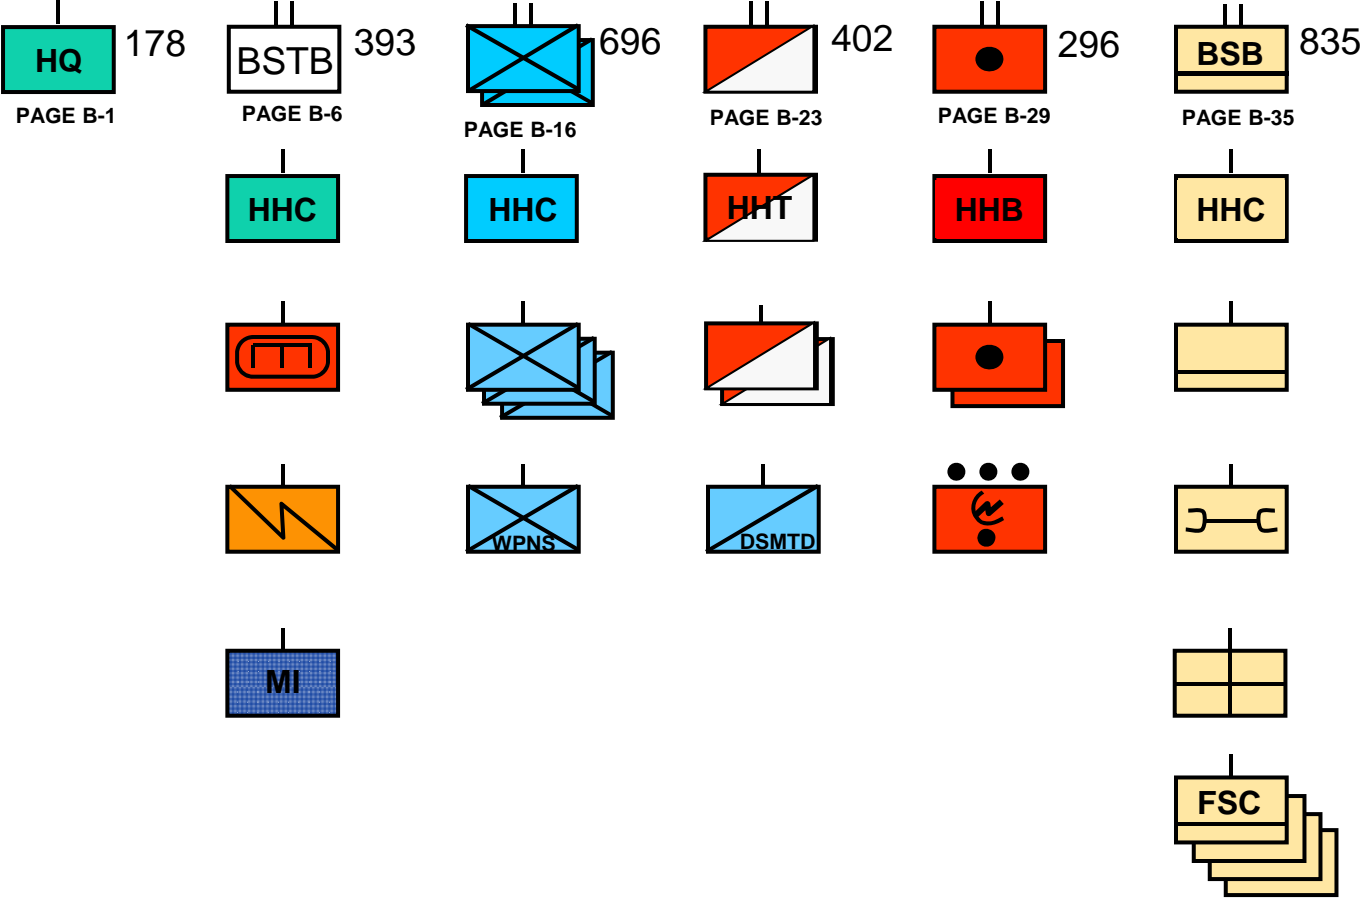 HQ 178 BSTB 393 696 402 296 BSB 835
PAGE B-1 PAGE B-6 PAGE B-16 PAGE B-23 PAGE B-29 PAGE B-35
HHC HHC HHT HHB HHC
WPNS DSMTD
MI
FSC